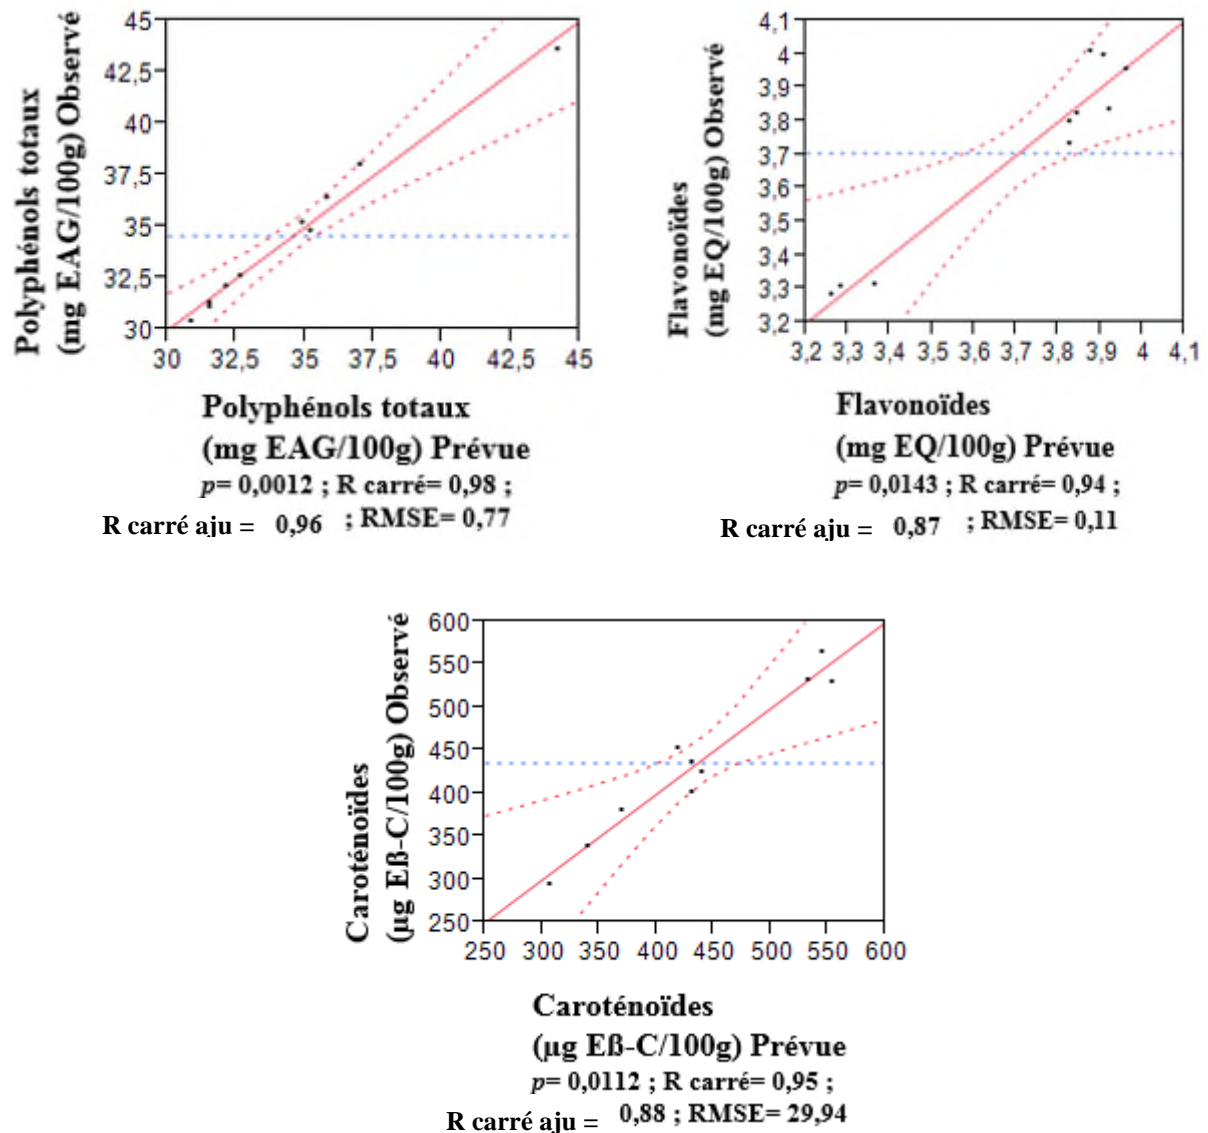 Polyphénols totaux
(mg EAG/100g) Observé
45
42,5
40
37,5
35
32,5
30
30 32,5 35 37,5 40 42,5 45
Polyphénols totaux
(mg EAG/100g) Prévue
p= 0,0012 ; R carré= 0,98 ;
R carré aju = 0,96 ; RMSE= 0,77
Flavonoïdes
(mg EQ/100g) Observé
4,1
4
3,9
3,8
3,7
3,6
3,5
3,4
3,3
3,2
3,2 3,3 3,4 3,5 3,6 3,7 3,8 3,9 4 4,1
Flavonoïdes
(mg EQ/100g) Prévue
p= 0,0143 ; R carré= 0,94 ;
R carré aju = 0,87 ; RMSE= 0,11
Caroténoïdes
(µg Eß-C/100g) Observé
600
550
500
450
400
350
300
250
250 300 350 400 450 500 550 600
Caroténoïdes
(µg Eß-C/100g) Prévue
p= 0,0112 ; R carré= 0,95 ;
R carré aju = 0,88 ; RMSE= 29,94